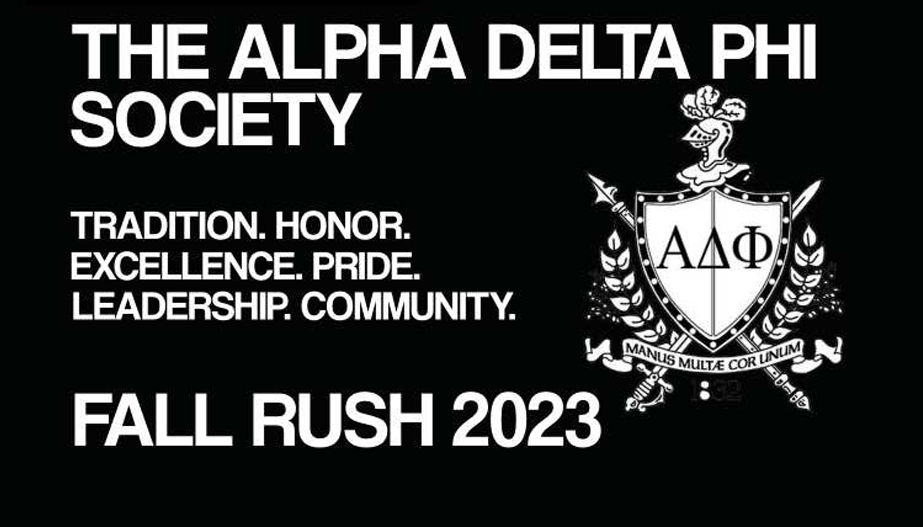 THE ALPHA DELTA PHI
SOCIETY
TRADITION. HONOR.
EXCELLENCE. PRIDE.
LEADERSHIP. COMMUNITY.
ΑΔΦ
MANUS MULTÆ COR UNUM
1832
FALL RUSH 2023